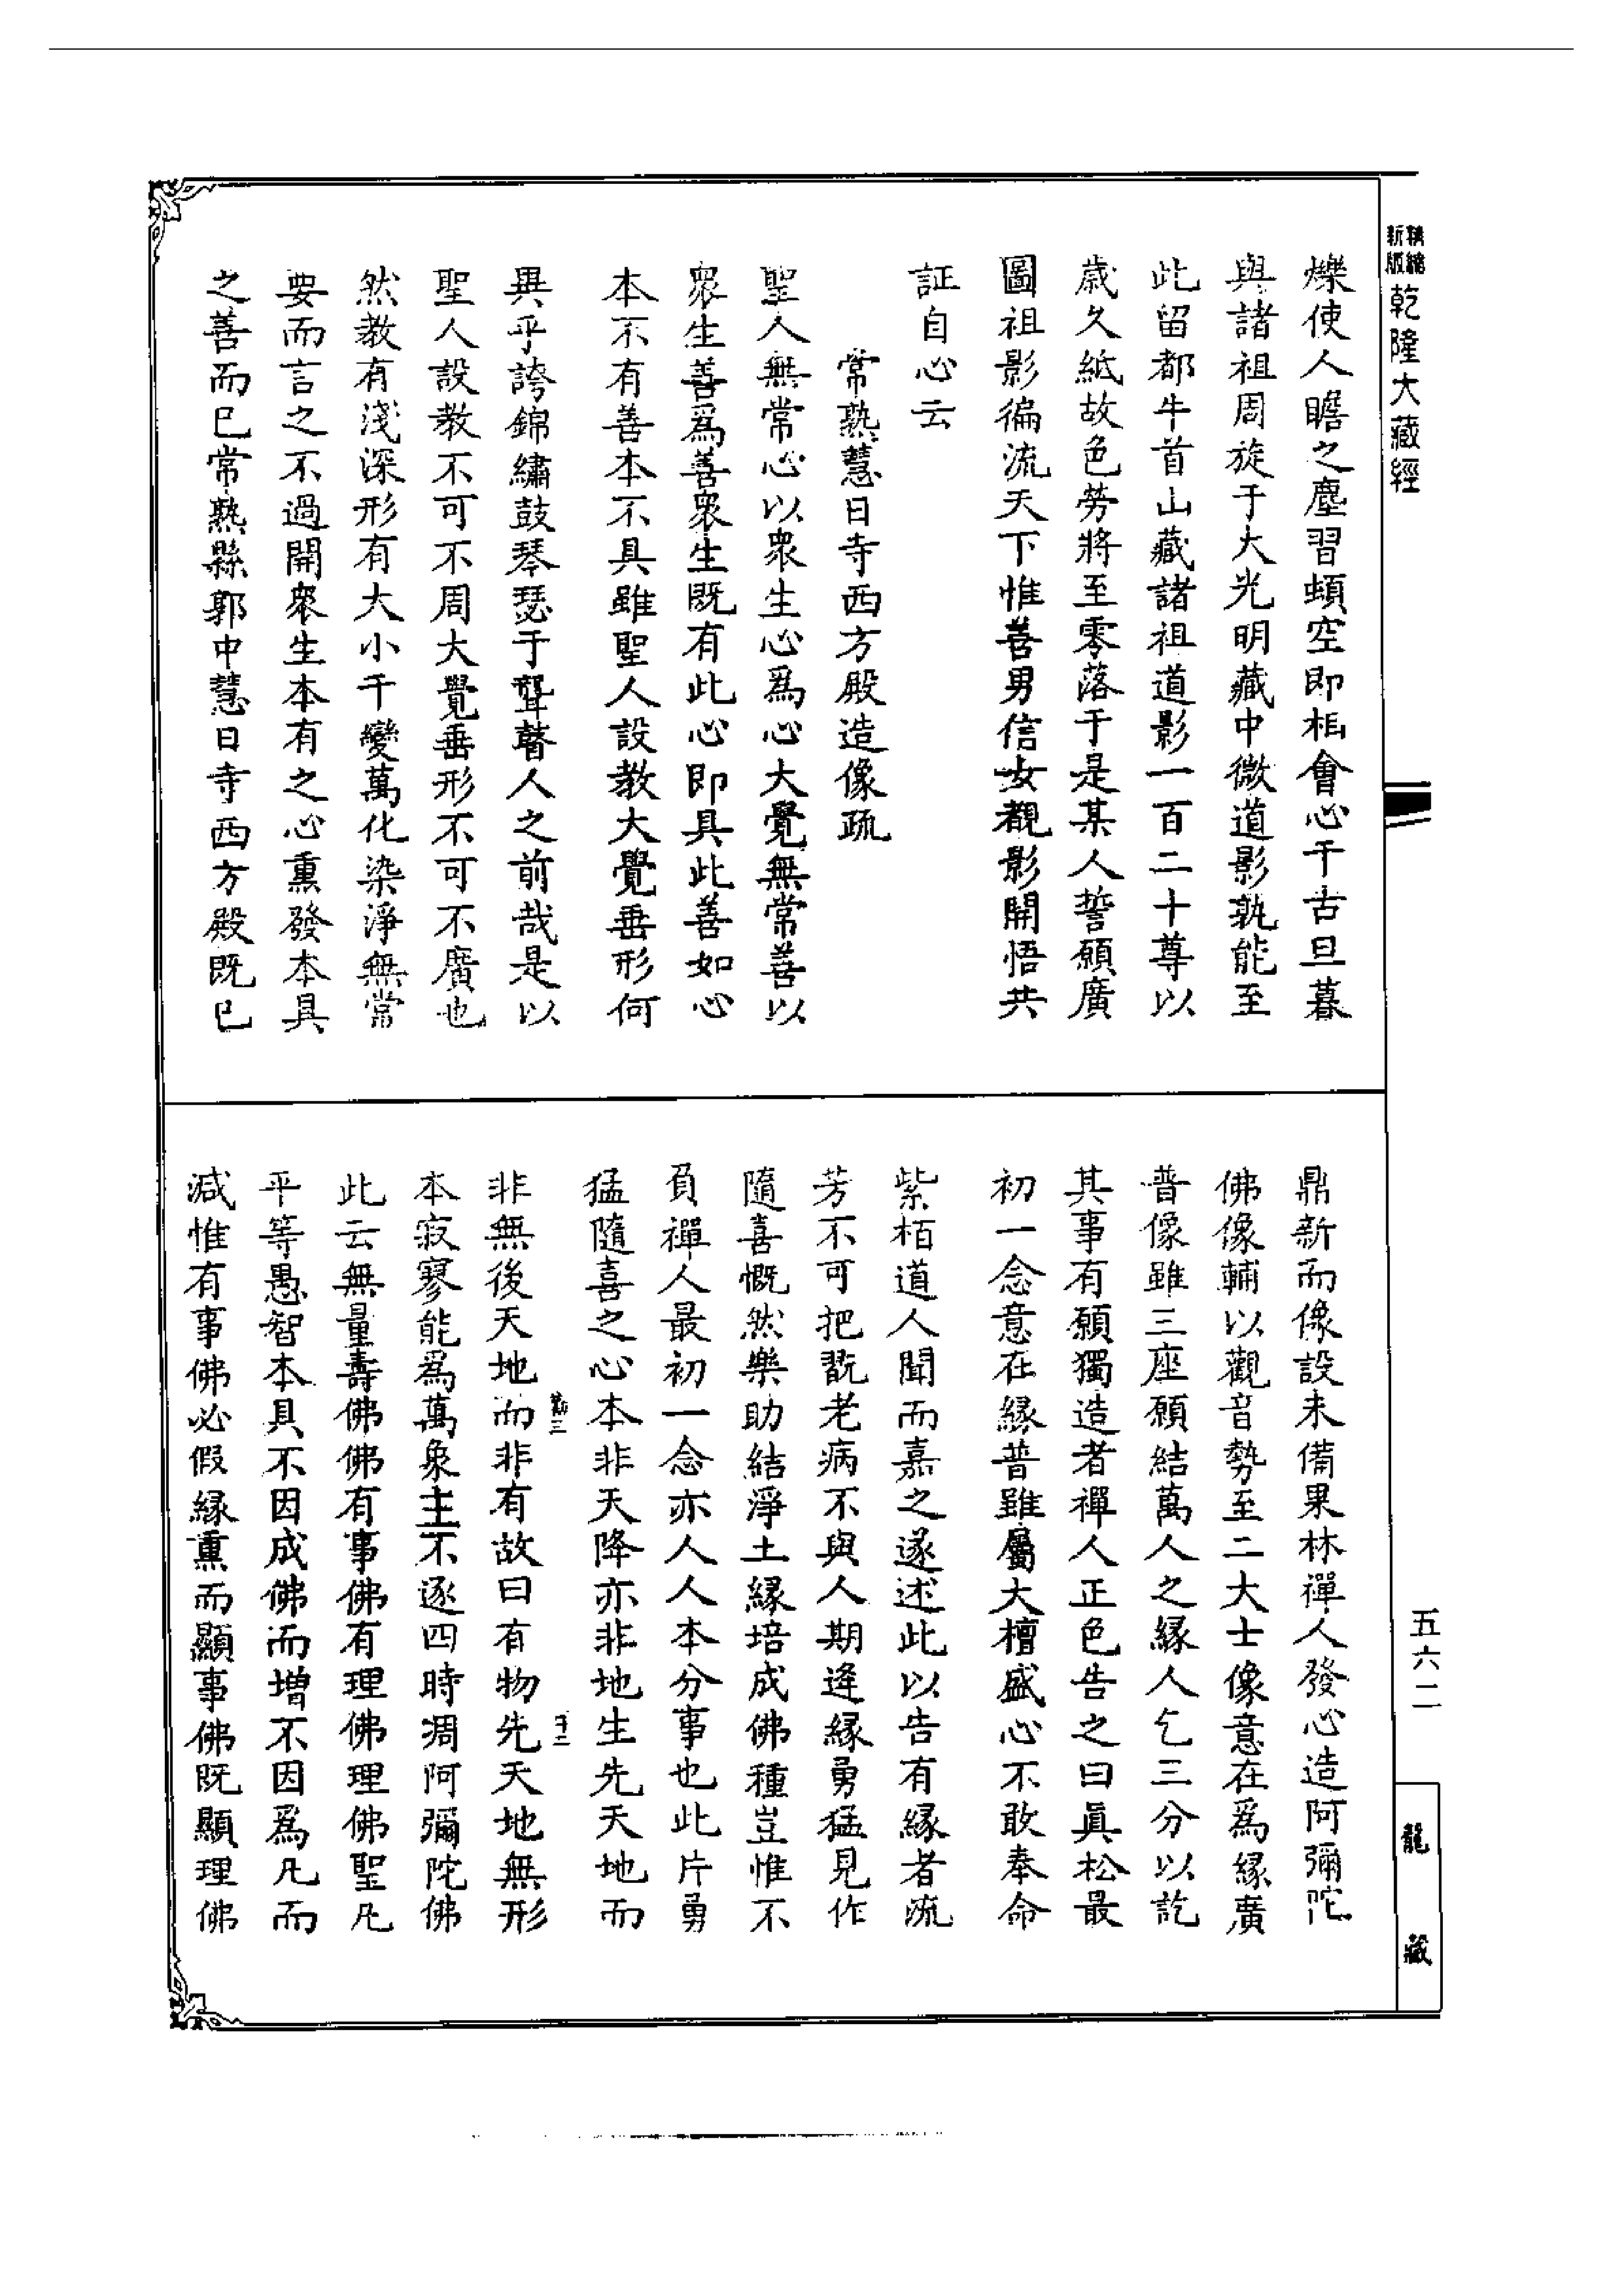 精縮
新版
乾隆大藏經
爍使人瞻之塵習頓空即相會心千古旦暮
與諸祖周旋于大光明藏中微道影孰能至
此留都牛首山藏諸祖道影一百二十尊以
歲久紙故色勞將至零落于是某人誓願廣
圖祖影徧流天下惟善男信女覩影開悟共
証自心云
常熟慧日寺西方殿造像疏
聖人無常心以衆生心爲心大覺無常善以
衆生善爲善衆生既有此心即具此善如心
本不有善本不具雖聖人設教大覺垂形何
異乎誇錦繡鼓琴瑟于聾瞽人之前哉是以
聖人設教不可不周大覺垂形不可不廣也
然教有淺深形有大小千變萬化染淨無常
要而言之不過開衆生本有之心熏發本具
之善而已常熟縣郭中慧日寺西方殿既已
鼎新而像設未備果林禪人發心造阿彌陀
佛像輔以觀音勢至二大士像意在爲緣廣
普像雖三座願結萬人之緣人乞三分以訖
其事有願獨造者禪人正色告之曰眞松最
初一念意在緣普雖屬大檀盛心不敢奉命
紫栢道人聞而嘉之遂述此以告有緣者流
芳不可把翫老病不與人期逢緣勇猛見作
隨喜慨然樂助結淨土緣培成佛種豈惟不
負禪人最初一念亦人人本分事也此片勇
猛隨喜之心本非天降亦非地生先天地而
非無後天地而非有故曰有物先天地無形
本寂寥能爲萬象主不逐四時凋阿彌陀佛
此云無量壽佛佛有事佛有理佛理佛聖凡
平等愚智本具不因成佛而增不因爲凡而
減惟有事佛必假緣熏而顯事佛既顯理佛
五六二
龍
藏